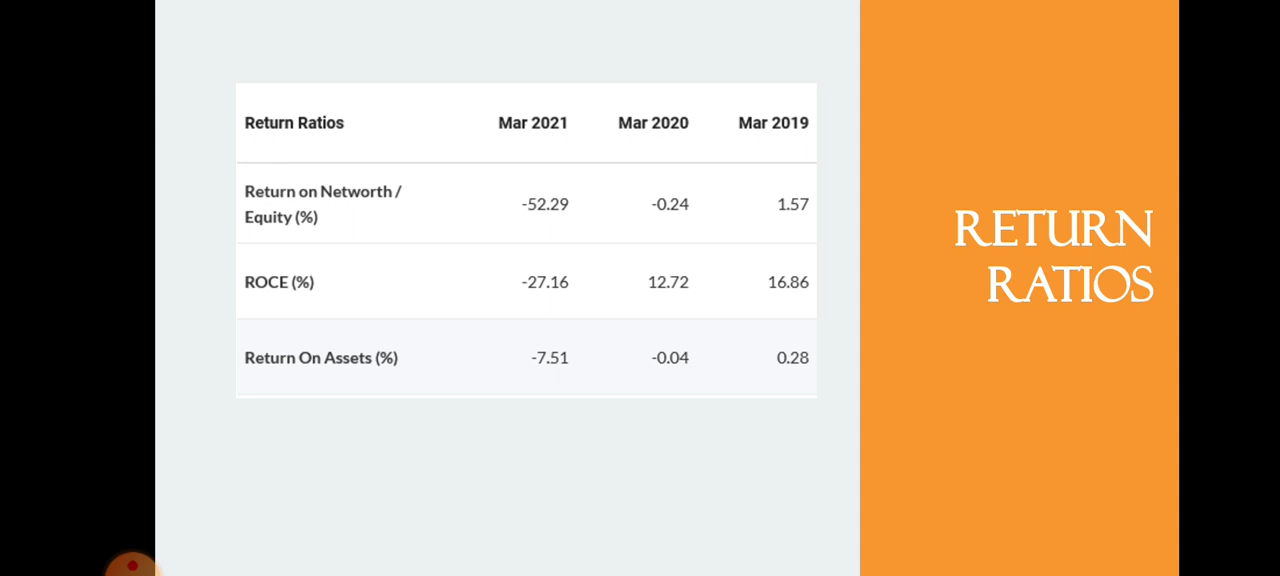 Return Ratios Mar 2021 Mar 2020 Mar 2019
Return on Networth /
Equity (%) -52.29 -0.24 1.57
ROCE (%) -27.16 12.72 16.86
Return On Assets (%) -7.51 -0.04 0.28
RETURN
RATIOS